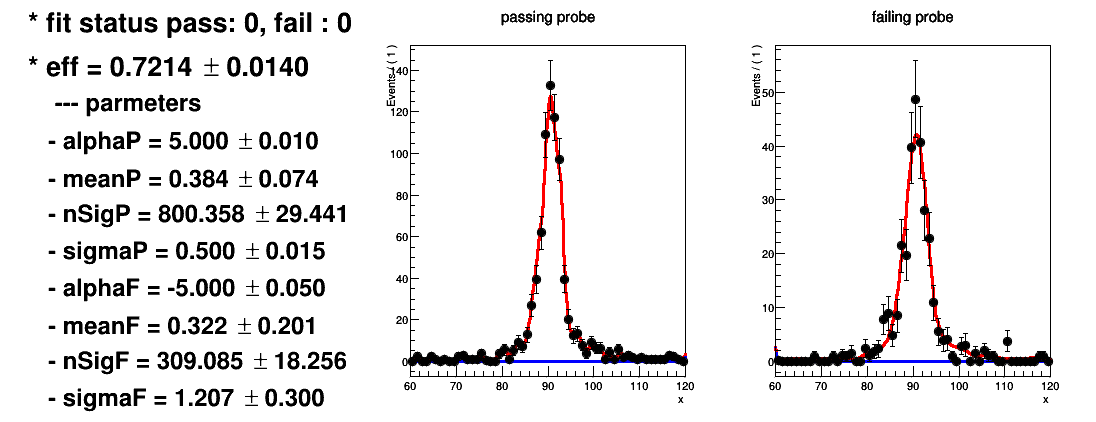 * fit status pass: 0, fail : 0
* eff = 0.7214 ± 0.0140
--- parmeters
- alphaP = 5.000 ± 0.010
- meanP = 0.384 ± 0.074
- nSigP = 800.358 ± 29.441
- sigmaP = 0.500 ± 0.015
- alphaF = -5.000 ± 0.050
- meanF = 0.322 ± 0.201
- nSigF = 309.085 ± 18.256
- sigmaF = 1.207 ± 0.300
passing probe
Events / ( 1 )
140
120
100
80
60
40
20
0
60 70 80 90 100 110 120
x
failing probe
Events / ( 1 )
50
40
30
20
10
0
60 70 80 90 100 110 120
x